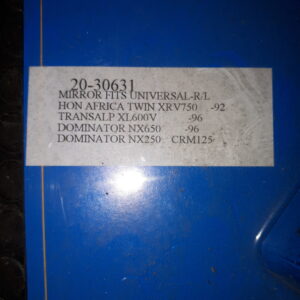 20-30631
MIRROR FITS UNIVERSAL-R/L
HON AFRICA TWIN XRV750 -92
TRANSALP XL600V -96
DOMINATOR NX650 -96
DOMINATOR NX250 CRM125